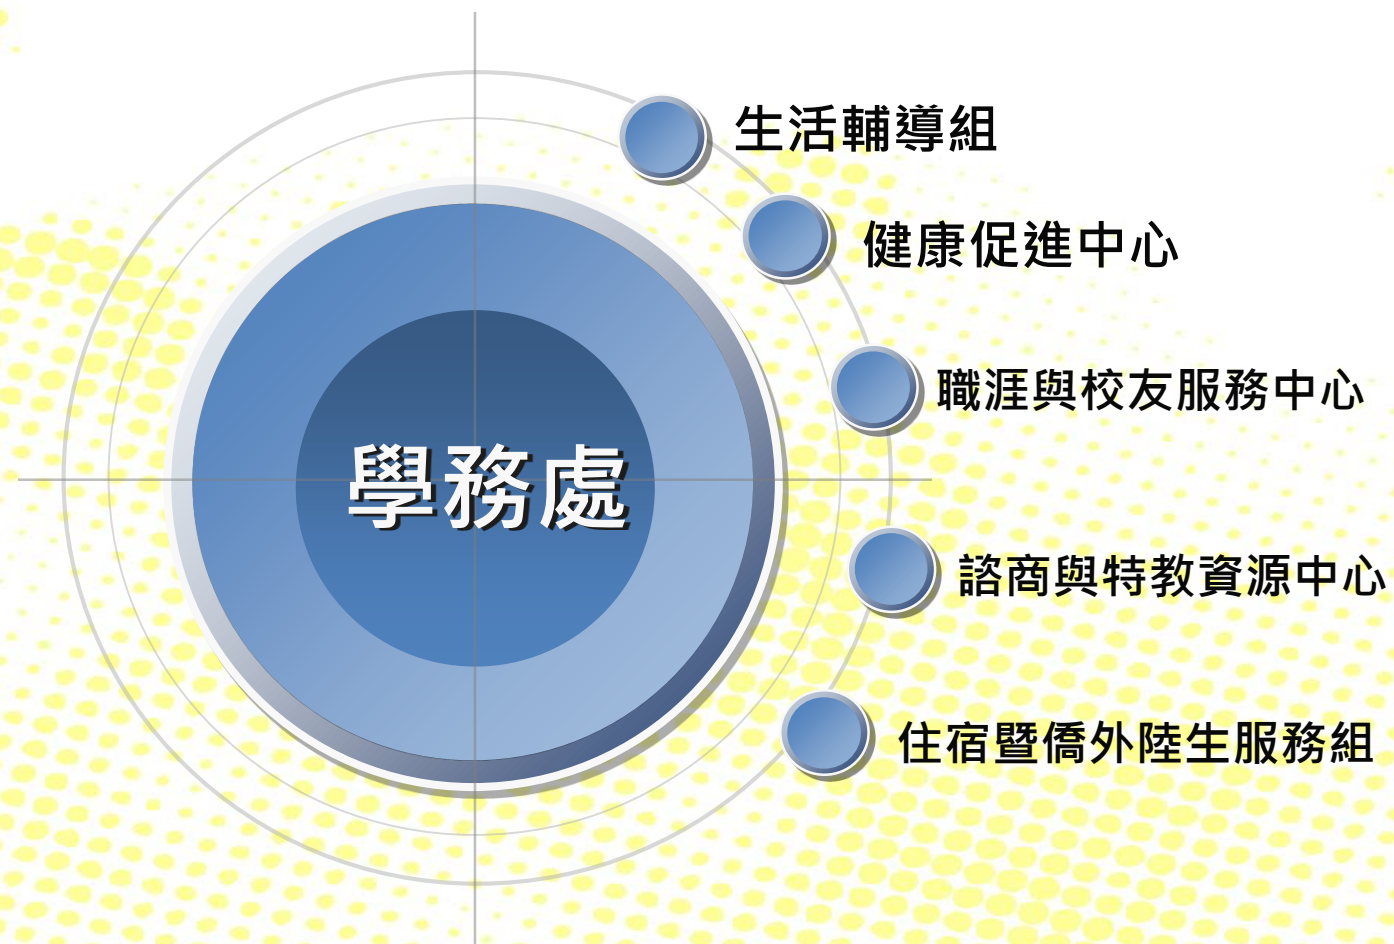 生活輔導組
健康促進中心
職涯與校友服務中心
學務處
諮商與特教資源中心
住宿暨僑外陸生服務組